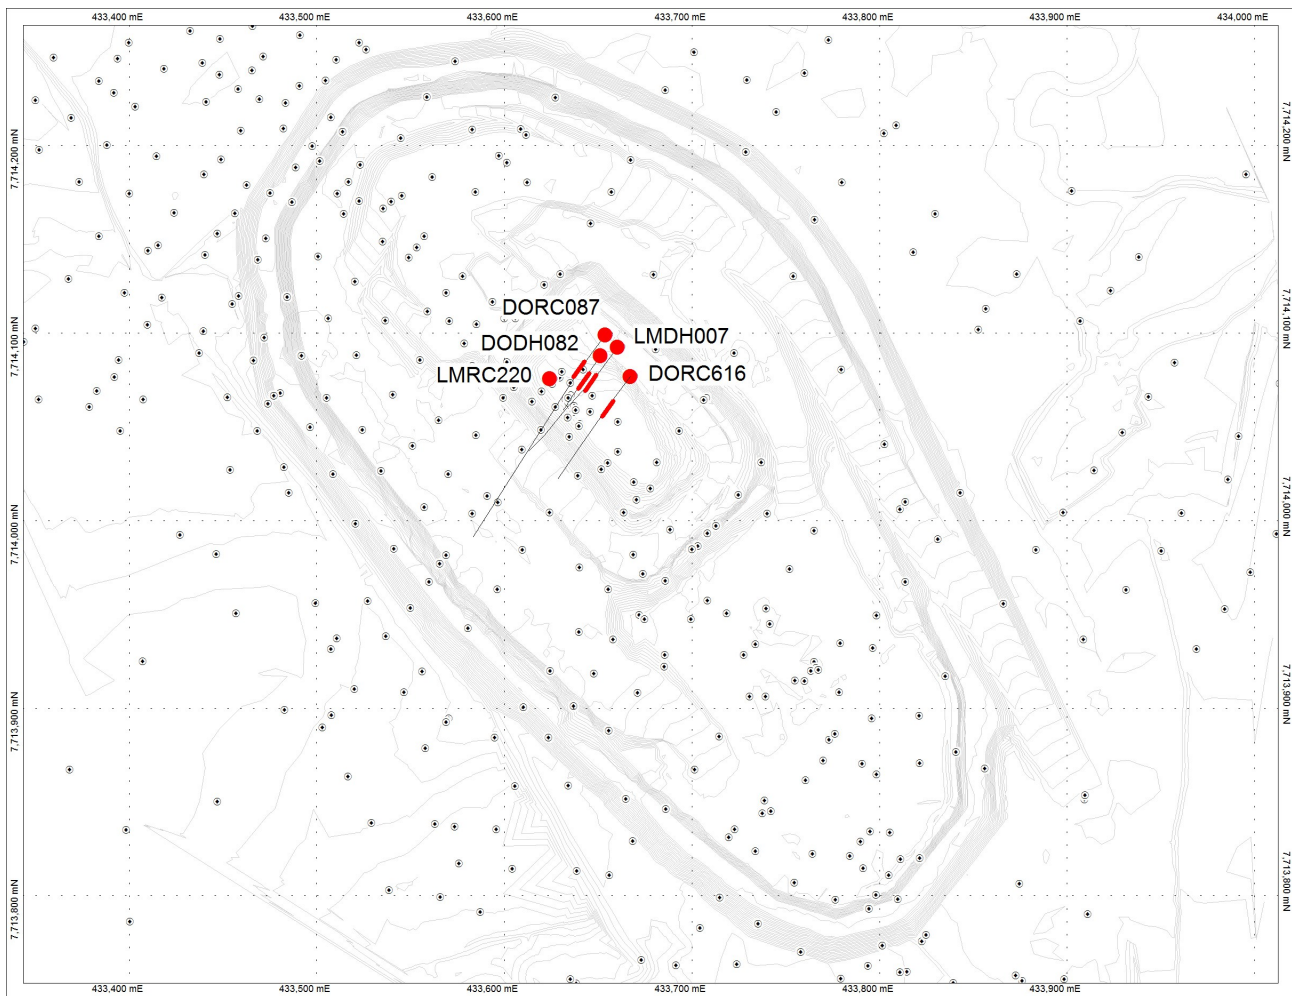 433,400 mE 433,500 mE 433,600 mE 433,700 mE 433,800 mE 433,900 mE 434,000 mE
7,714,200 mN 7,714,200 mN
DORC087
7,714,100 mN 7,714,100 mN
DODH082 LMDH007
LMRC220 DORC616
7,714,000 mN 7,714,000 mN
7,713,900 mN 7,713,900 mN
7,713,800 mN 7,713,800 mN
433,400 mE 433,500 mE 433,600 mE 433,700 mE 433,800 mE 433,900 mE